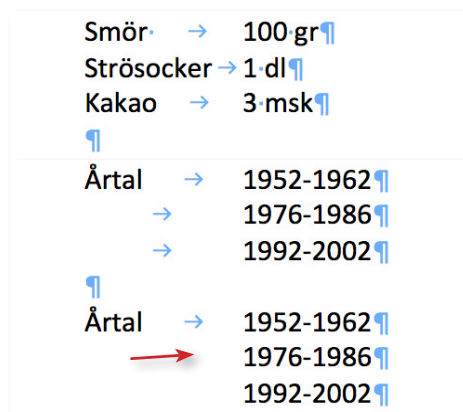 Smör· → 100·gr¶
Strösocker → 1·dl¶
Kakao → 3·msk¶
¶
Årtal → 1952-1962¶
→ 1976-1986¶
→ 1992-2002¶
¶
Årtal → 1952-1962¶
1976-1986¶
1992-2002¶